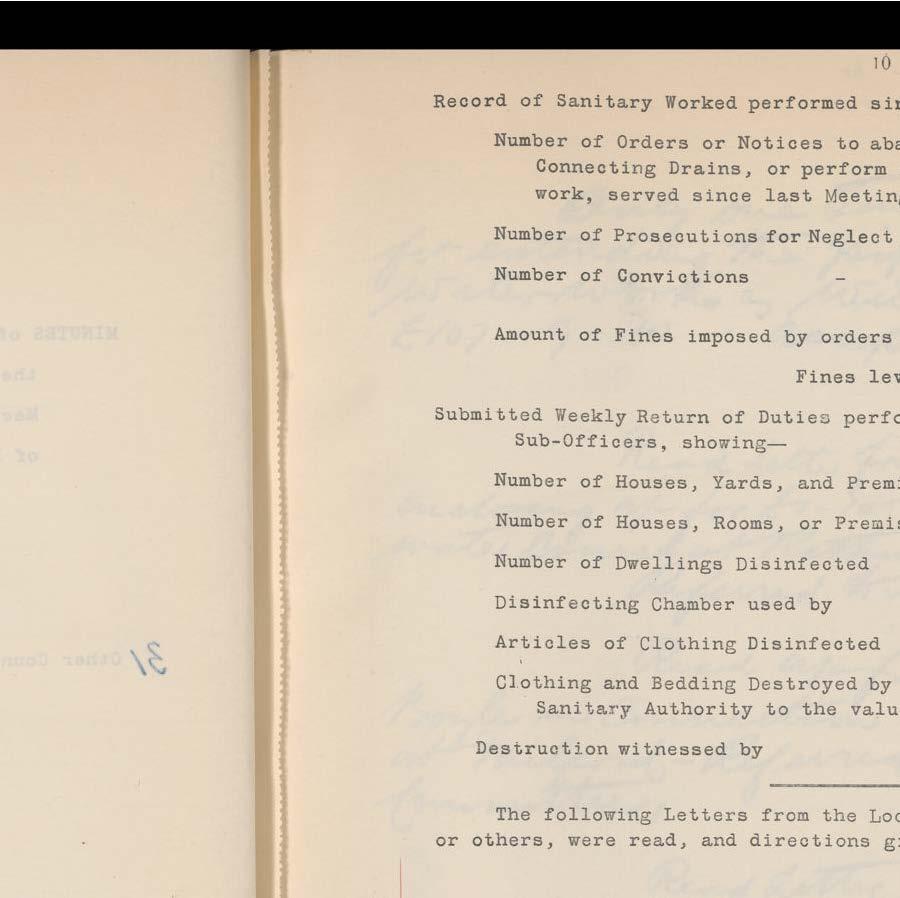 10
Record of Sanitary Worked performed sin
Number of Orders or Notices to aba
Connecting Drains, or perform
work, served since last Meeting
Number of Prosecutions for Neglect
Number of Convictions -
Amount of Fines imposed by orders
Fines lev
Submitted Weekly Return of Duties perfo
Sub-Officers, showing—
Number of Houses, Yards, and Premi
Number of Houses, Rooms, or Premis
Number of Dwellings Disinfected
Disinfecting Chamber used by
Articles of Clothing Disinfected
Clothing and Bedding Destroyed by
Sanitary Authority to the valu
Destruction witnessed by
The following Letters from the Loc
or others, were read, and directions gi